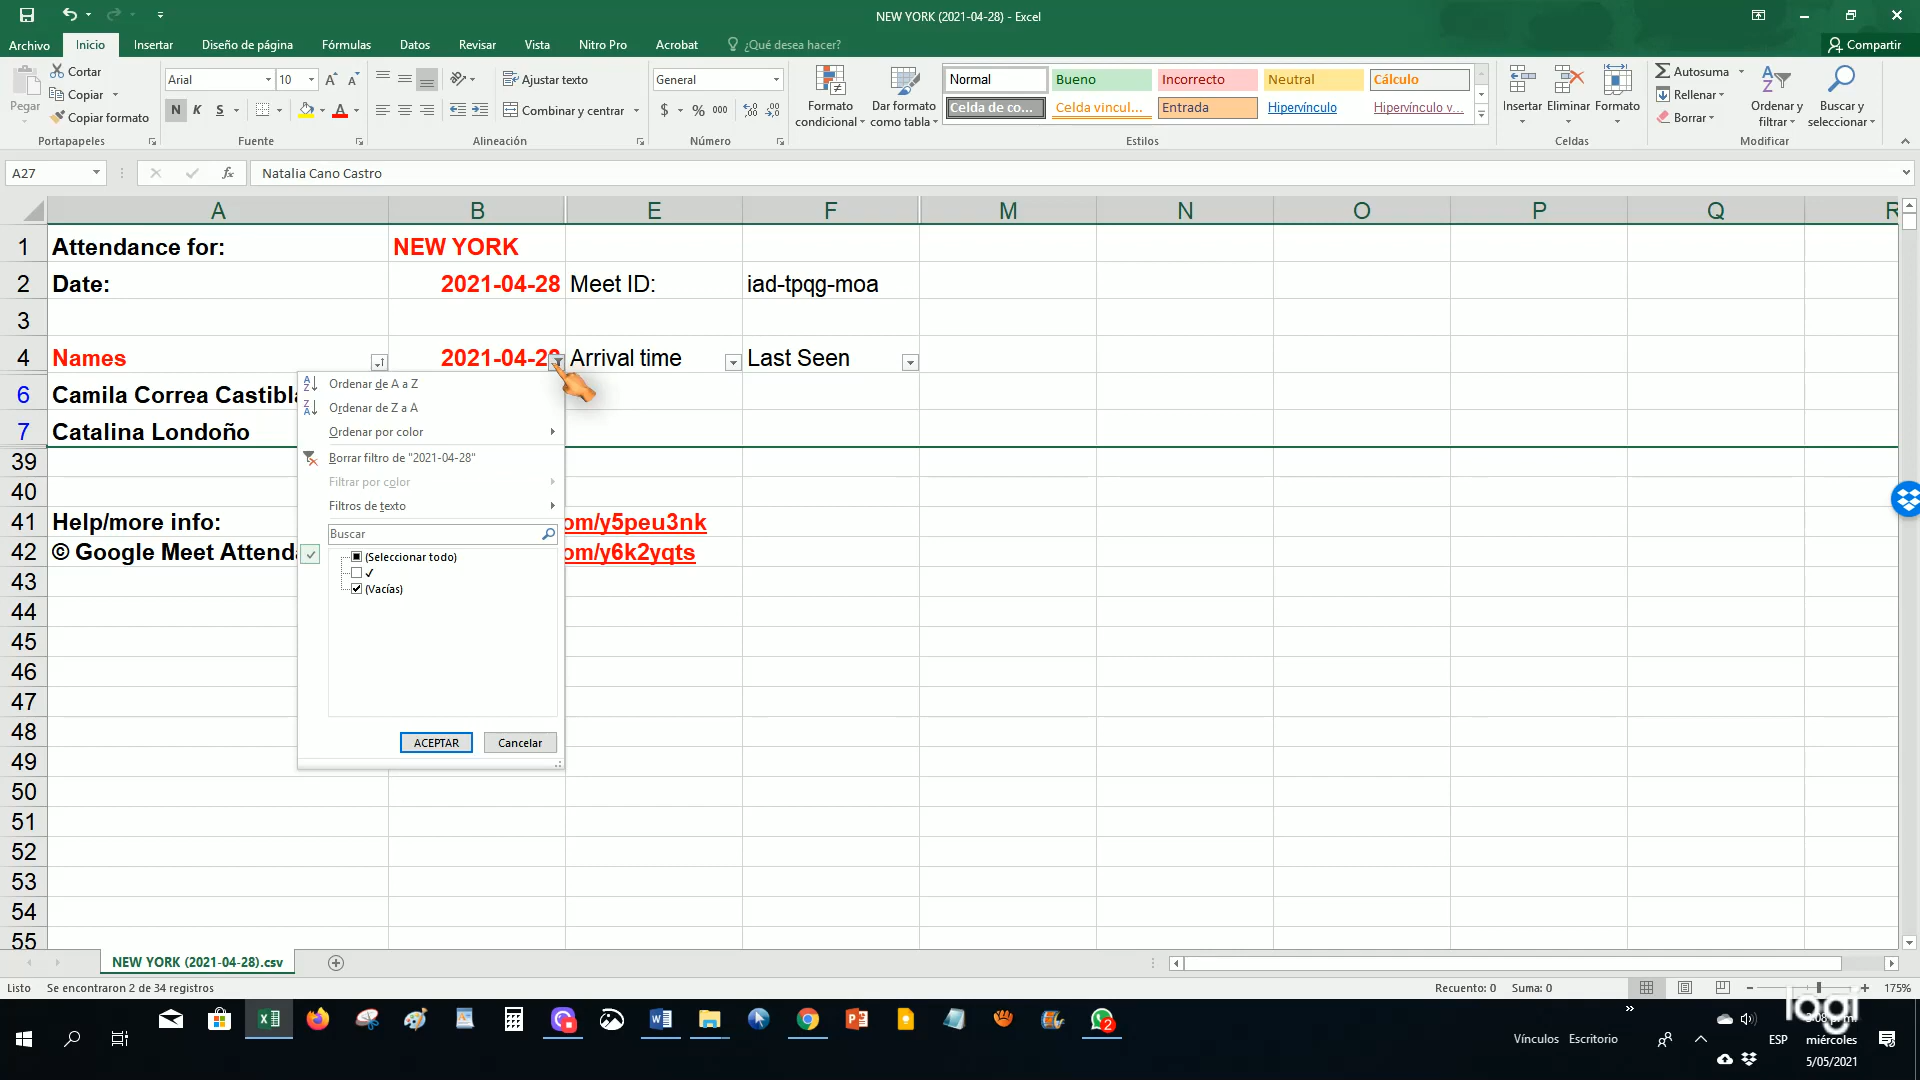 NEW YORK (2021-04-28) - Excel
Archivo Inicio Insertar Diseño de página Fórmulas Datos Revisar Vista Nitro Pro Acrobat ¿Qué desea hacer? Compartir
Pegar
Cortar
Copiar
Copiar formato
Portapapeles
Arial 10
N K S
Fuente
Ajustar texto
Combinar y centrar
Alineación
General
$ % 000
Número
Formato condicional
Dar formato como tabla
Normal Bueno Incorrecto Neutral Cálculo
Celda de co... Celda vincul... Entrada Hipervínculo Hipervínculo v...
Estilos
Insertar Eliminar Formato
Celdas
Autosuma
Rellenar
Borrar
Ordenar y filtrar
Buscar y seleccionar
Modificar
A27 fx Natalia Cano Castro
A B E F M N O P Q R
1 Attendance for: NEW YORK
2 Date: 2021-04-28 Meet ID: iad-tpqg-moa
3
4 Names 2021-04-28 Arrival time Last Seen
6 Camila Correa Castibla
7 Catalina Londoño
39
40
41 Help/more info: om/y5peu3nk
42 © Google Meet Attenda om/y6k2yqts
43
44
45
46
47
48
49
50
51
52
53
54
55
Ordenar de A a Z
Ordenar de Z a A
Ordenar por color
Borrar filtro de "2021-04-28"
Filtrar por color
Filtros de texto
Buscar
(Seleccionar todo)
✓
(Vacías)
ACEPTAR Cancelar
NEW YORK (2021-04-28).csv
Listo Se encontraron 2 de 34 registros Recuento: 0 Suma: 0 175%
logi
Vínculos Escritorio ESP miércoles
5/05/2021